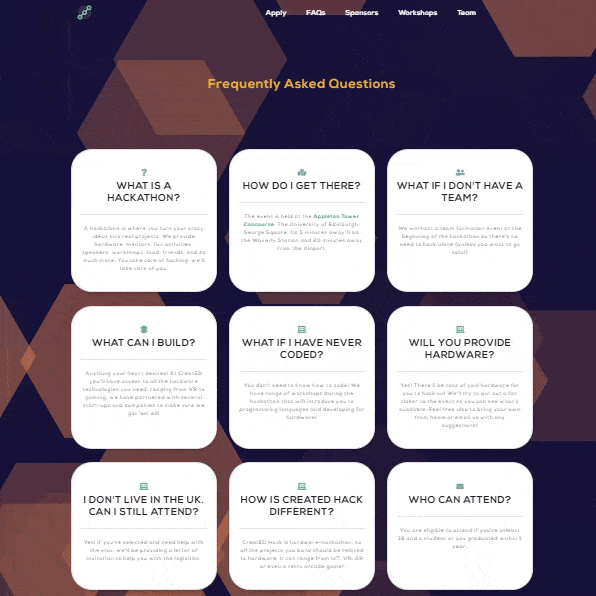 Apply FAQs Sponsors Workshops Team
Frequently Asked Questions
WHAT IS A
HACKATHON?
A hackathon is where you turn your crazy
ideas into real projects. We provide
hardware, mentors, fun activities,
speakers, workshops, food, friends, and so
much more. You take care of hacking, we'll
take care of you.
HOW DO I GET THERE?
The event is held at the Appleton Tower
Concourse, The University of Edinburgh,
George Square. Its 5 minutes away from
the Waverly Station and 20 minutes away
from the Airport.
WHAT IF I DON'T HAVE A
TEAM?
We will host a team formation event at the
beginning of the hackathon so there's no
need to hack alone (unless you want to go
solo!)
WHAT CAN I BUILD?
Anything your heart desires! At CreatED
you'll have access to all the hardware
technologies you need, ranging from VR to
gaming, we have partnered with several
start-ups and companies to make sure we
got 'em all!
WHAT IF I HAVE NEVER
CODED?
You don't need to know how to code! We
have range of workshops during the
hackathon that will introduce you to
programming languages and developing for
hardware!
WILL YOU PROVIDE
HARDWARE?
Yes! There'll be tons of cool hardware for
you to hack on! We'll try to put out a list
closer to the event so you can see what's
available. Feel free also to bring your own
from home or email us with any
suggestions!
I DON'T LIVE IN THE UK.
CAN I STILL ATTEND?
Yes! If you're selected and need help with
the visa, we'll be providing a letter of
invitation to help you with the logistics.
HOW IS CREATED HACK
DIFFERENT?
CreatED Hack is hardware-hackathon, so
all the projects you build should be related
to hardware. It can range from IoT, VR, AR
or even a retro arcade game!
WHO CAN ATTEND?
You are eligible to attend if you're atleast
18 and a student or you graduated within 1
year.